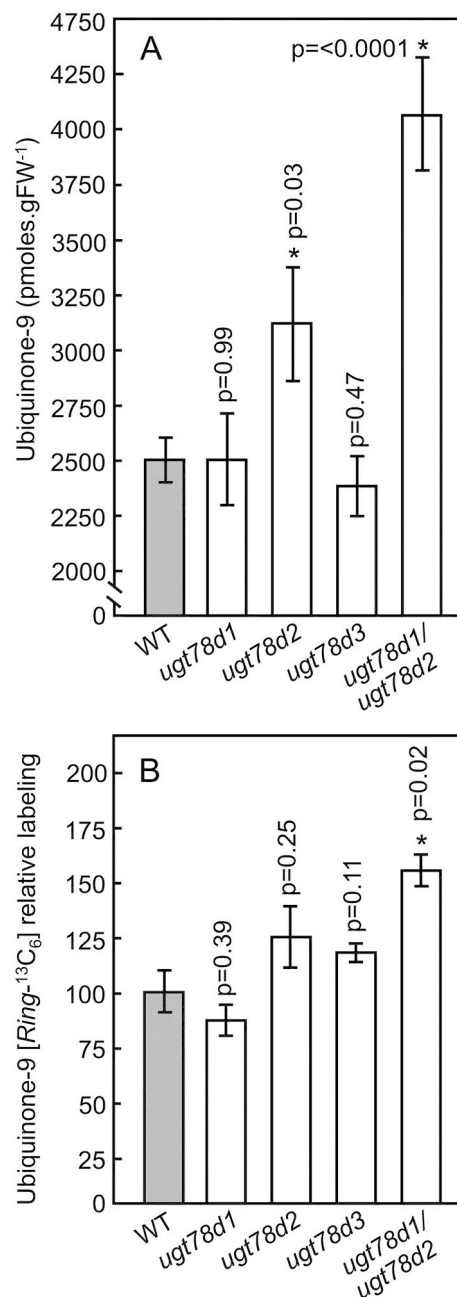 A
Ubiquinone-9 (pmoles.gFW⁻¹)
4750
4500
4250
4000
3750
3500
3250
3000
2750
2500
2250
2000
0
p=0.99
* p=0.03
p=0.47
p=<0.0001 *
WT
ugt78d1
ugt78d2
ugt78d3
ugt78d1/
ugt78d2
B
Ubiquinone-9 [Ring-¹³C₆] relative labeling
200
175
150
125
100
75
50
25
0
p=0.39
p=0.25
p=0.11
* p=0.02
WT
ugt78d1
ugt78d2
ugt78d3
ugt78d1/
ugt78d2